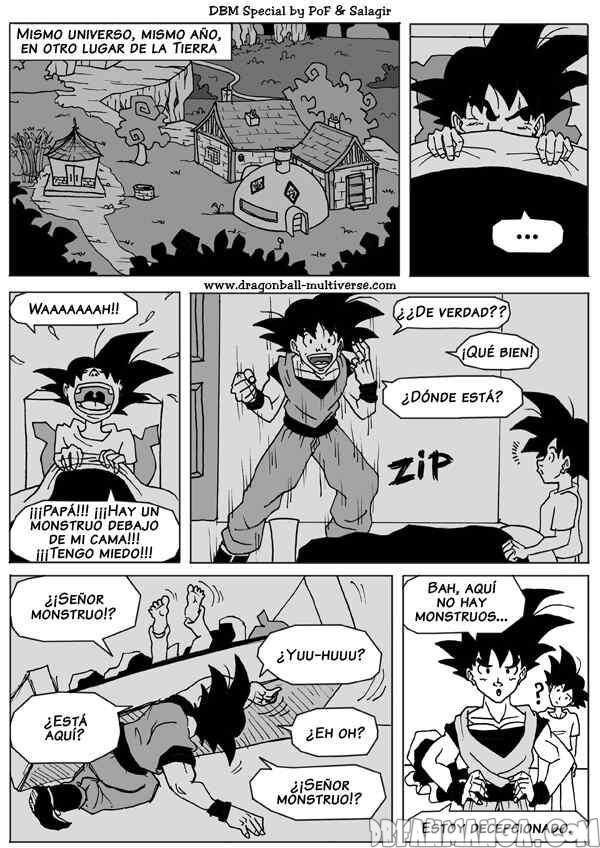 DBM Special by PoF & Salagir
Mismo universo, mismo año,
en otro lugar de la Tierra
...
www.dragonball-multiverse.com
Waaaaaaah!!
¡¡¡Papá!!! ¡¡¡Hay un
monstruo debajo
de mi cama!!!
¡¡¡Tengo miedo!!!
¿¿De verdad??
¡Qué bien!
¿Dónde está?
ZIP
¿¡Señor
monstruo!?
¿Yuu-huuu?
¿Está
aquí?
¿Eh oh?
¿¡Señor
monstruo!?
Bah, aquí
no hay
monstruos...
?
Estoy decepcionado.
DREAMMANGA.COM